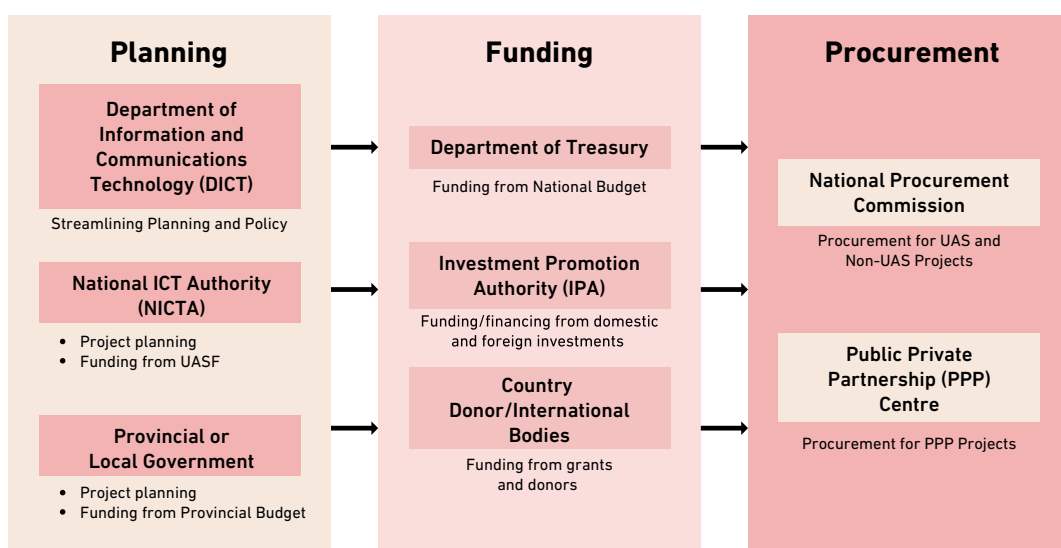 Planning
Department of
Information and
Communications
Technology (DICT)
Streamlining Planning and Policy
National ICT Authority
(NICTA)
• Project planning
• Funding from UASF
Provincial or
Local Government
• Project planning
• Funding from Provincial Budget
Funding
Department of Treasury
Funding from National Budget
Investment Promotion
Authority (IPA)
Funding/financing from domestic
and foreign investments
Country
Donor/International
Bodies
Funding from grants
and donors
Procurement
National Procurement
Commission
Procurement for UAS and
Non-UAS Projects
Public Private
Partnership (PPP)
Centre
Procurement for PPP Projects